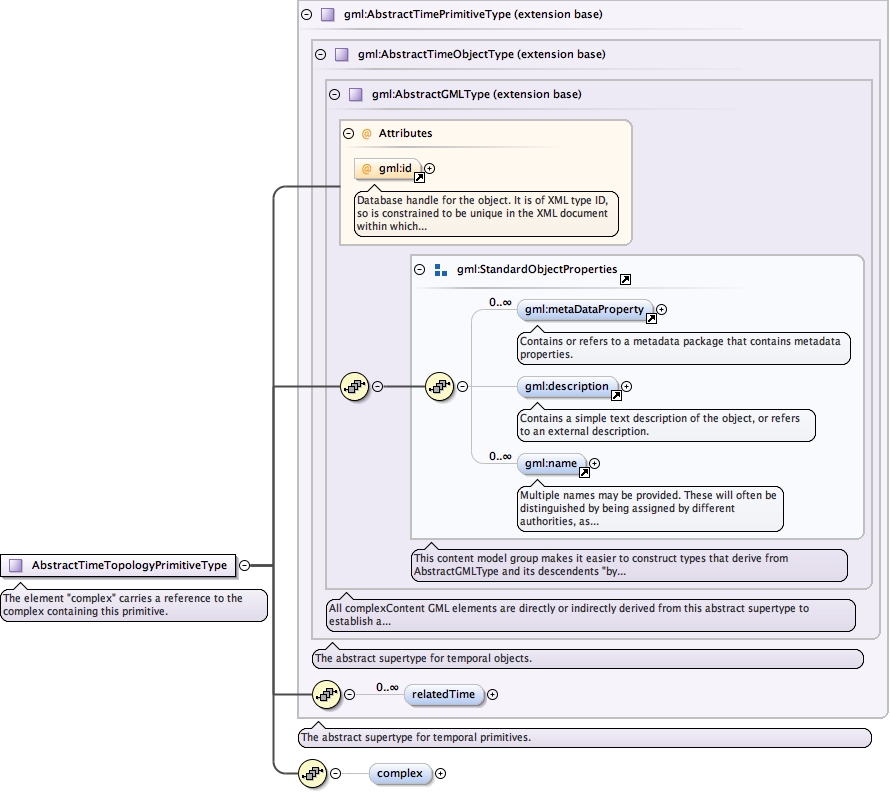 gml:AbstractTimePrimitiveType (extension base)
gml:AbstractTimeObjectType (extension base)
gml:AbstractGMLType (extension base)
@ Attributes
@ gml:id
Database handle for the object. It is of XML type ID,
so is constrained to be unique in the XML document
within which...
gml:StandardObjectProperties
0..∞
gml:metaDataProperty
Contains or refers to a metadata package that contains metadata
properties.
gml:description
Contains a simple text description of the object, or refers
to an external description.
0..∞
gml:name
Multiple names may be provided. These will often be
distinguished by being assigned by different
authorities, as...
This content model group makes it easier to construct types that derive from
AbstractGMLType and its descendents "by...
AbstractTimeTopologyPrimitiveType
The element "complex" carries a reference to the
complex containing this primitive.
All complexContent GML elements are directly or indirectly derived from this abstract supertype to
establish a...
The abstract supertype for temporal objects.
0..∞
relatedTime
The abstract supertype for temporal primitives.
complex